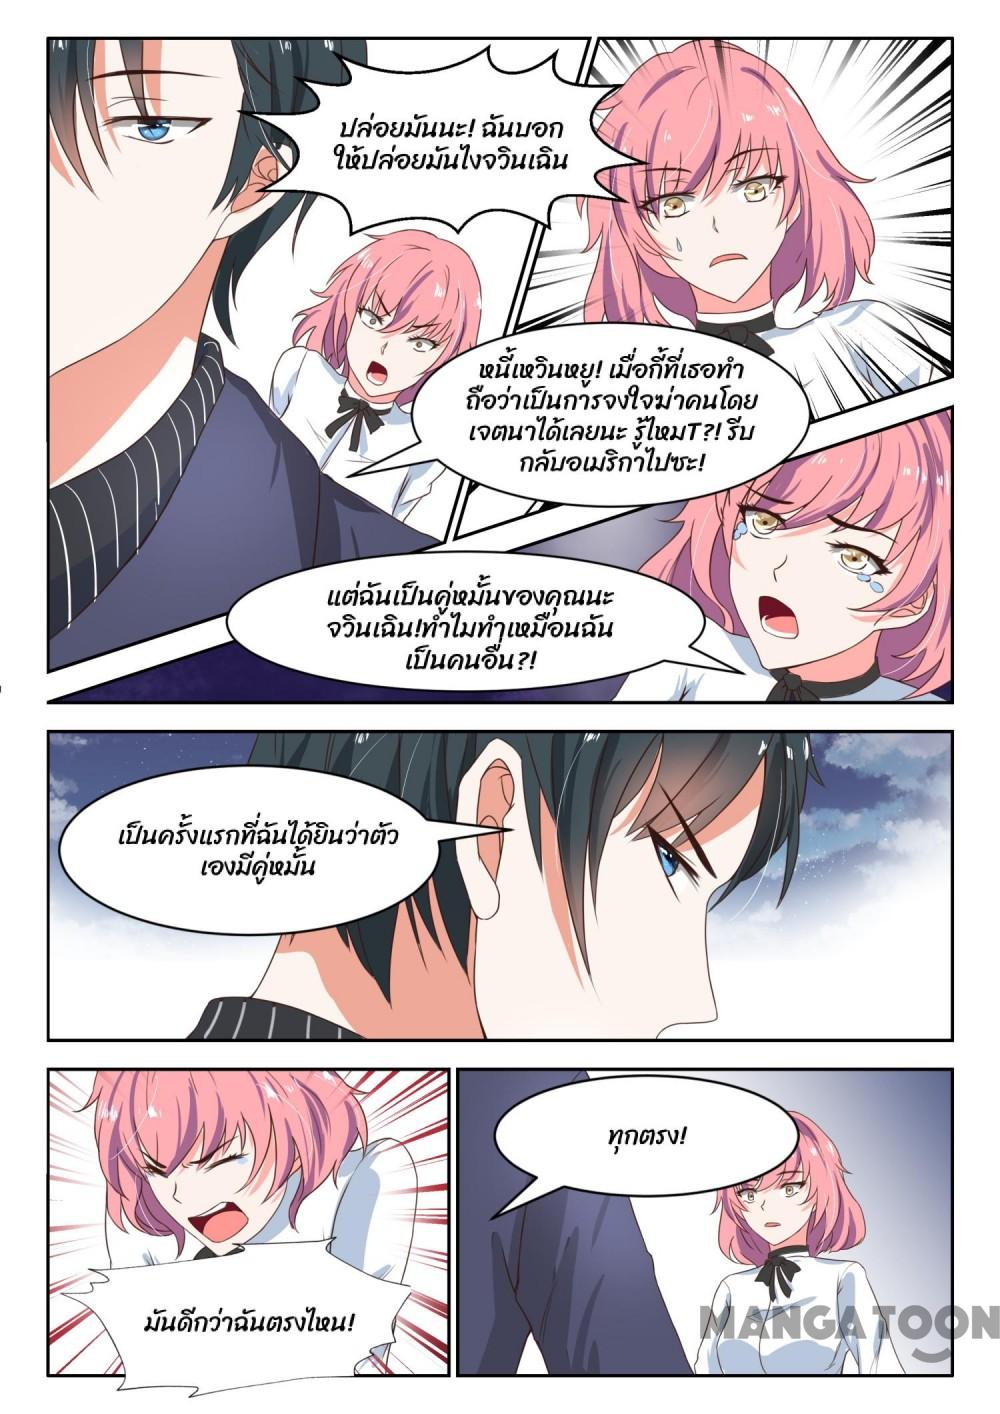 ปล่อยมันนะ! ฉันบอก
ให้ปล่อยมันไงจวินเฉิน
หนี้เหวินหยู! เมื่อกี้ที่เธอทำ
ถือว่าเป็นการจงใจฆ่าคนโดย
เจตนาได้เลยนะ รู้ไหมT?! รีบ
กลับอเมริกาไปซะ!
แต่ฉันเป็นคู่หมั้นของคุณนะ
จวินเฉิน!ทำไมทำเหมือนฉัน
เป็นคนอื่น?!
เป็นครั้งแรกที่ฉันได้ยินว่าตัว
เองมีคู่หมั้น
ทุกตรง!
มันดีกว่าฉันตรงไหน!
MANGATOON